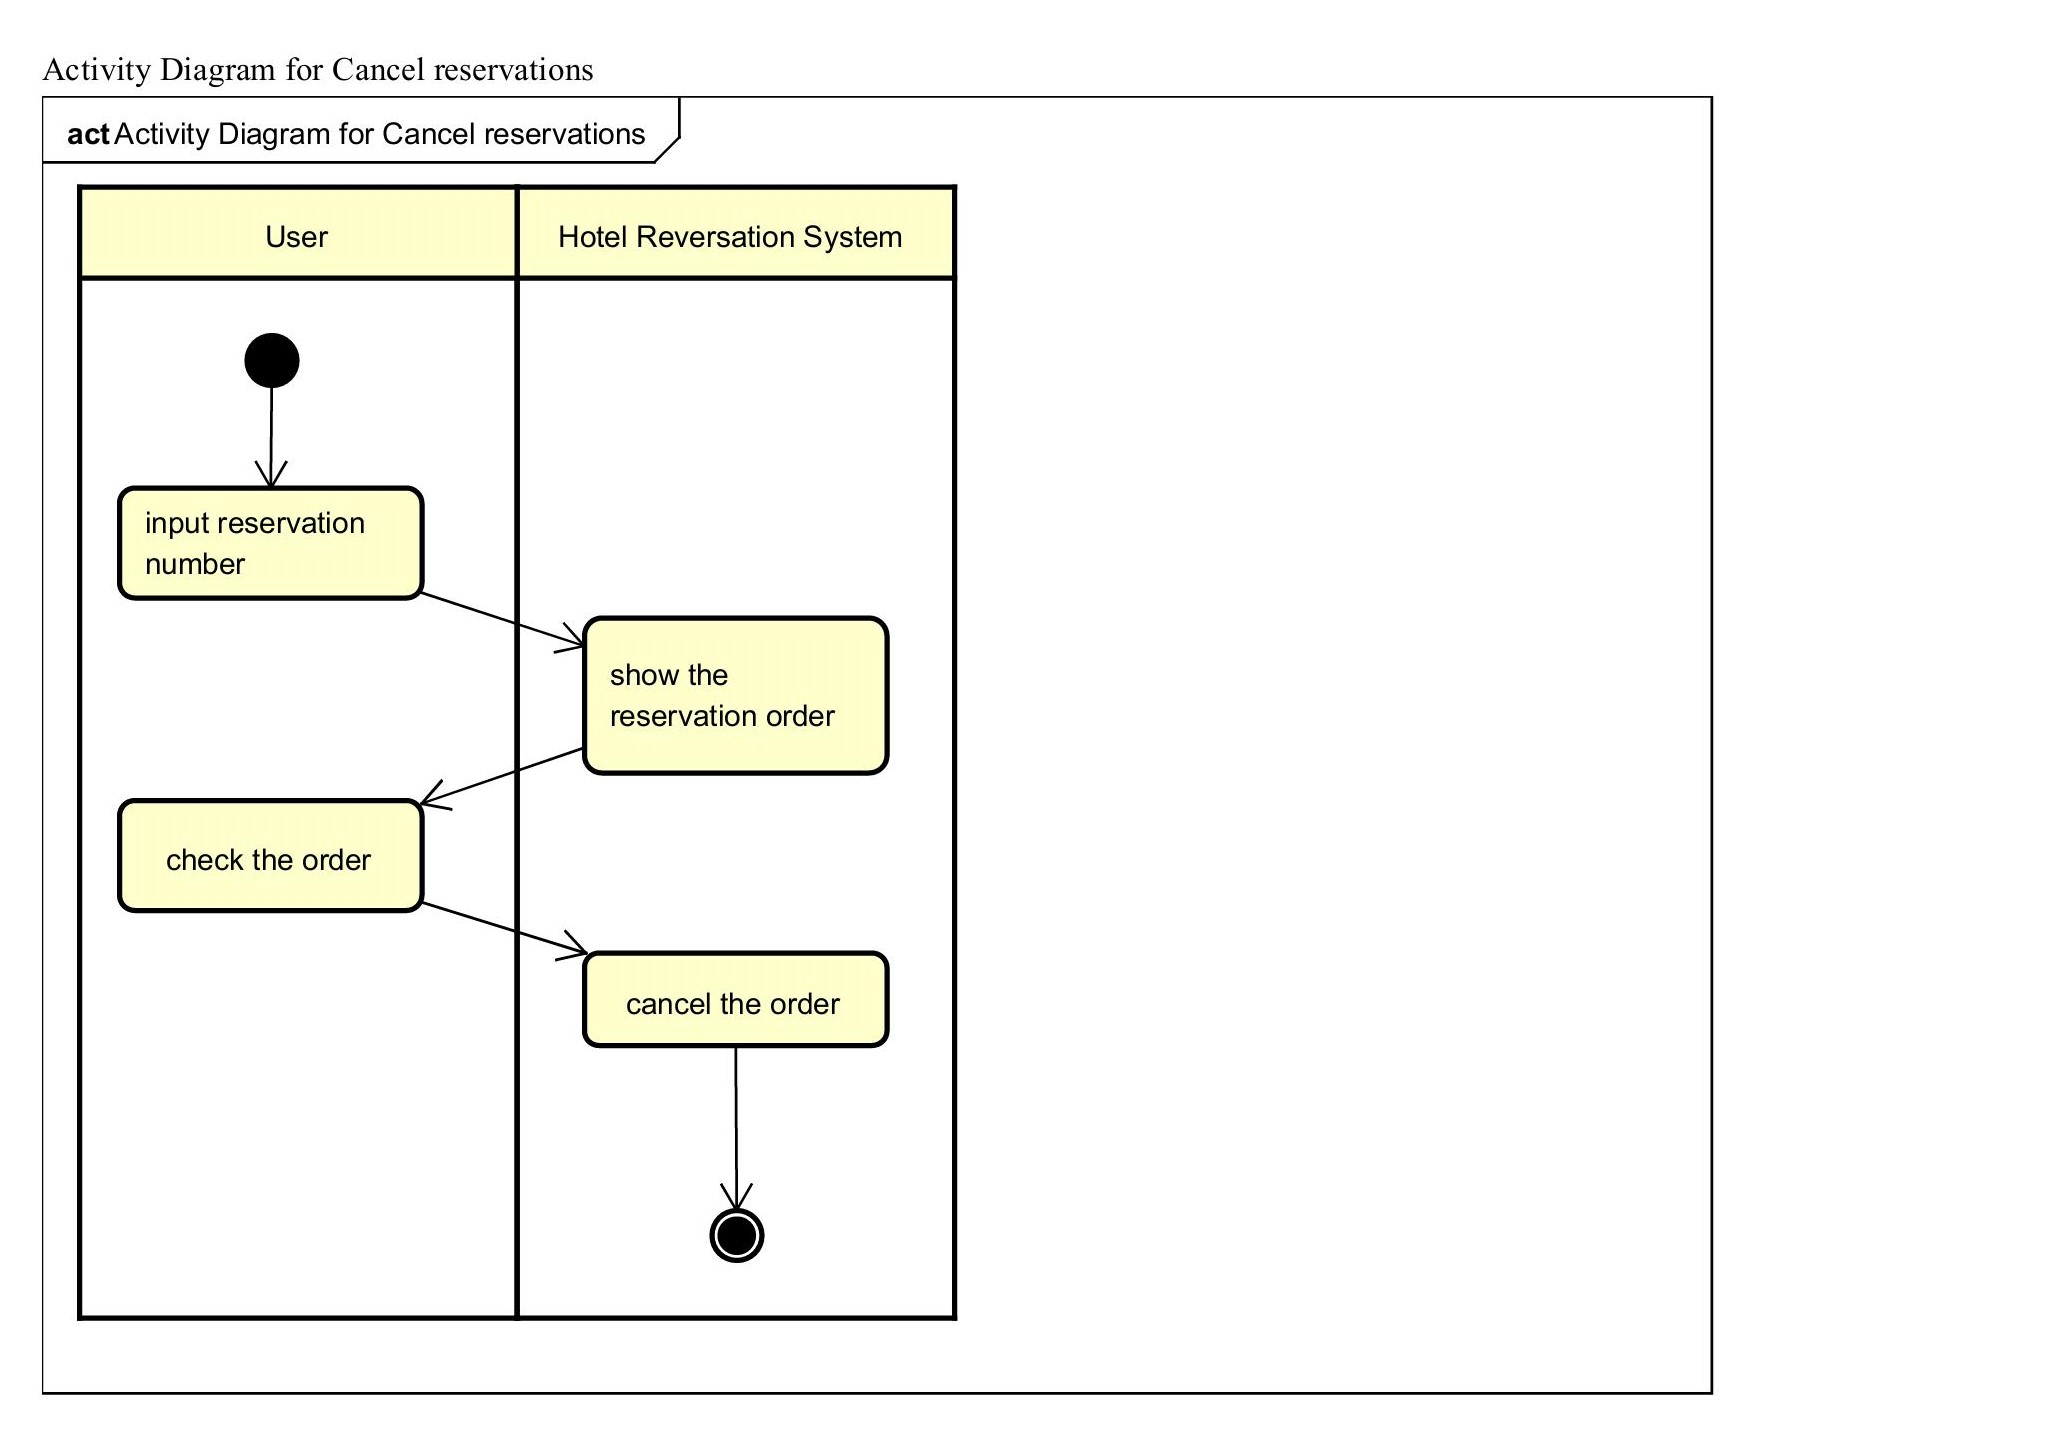 Activity Diagram for Cancel reservations
act Activity Diagram for Cancel reservations
User
Hotel Reversation System
input reservation
number
show the
reservation order
check the order
cancel the order